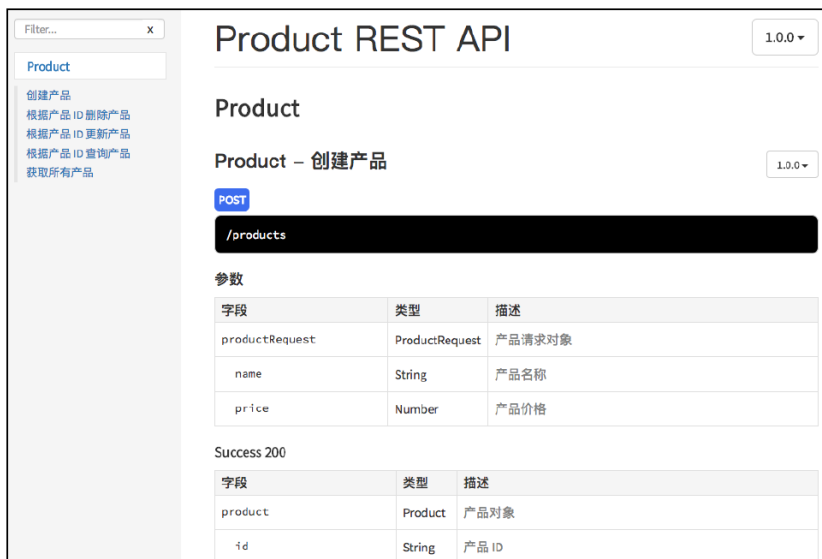 Filter... x
Product
创建产品
根据产品 ID 删除产品
根据产品 ID 更新产品
根据产品 ID 查询产品
获取所有产品
Product REST API
1.0.0
Product
Product – 创建产品
1.0.0
POST
/products
参数
字段 类型 描述
productRequest ProductRequest 产品请求对象
name String 产品名称
price Number 产品价格
Success 200
字段 类型 描述
product Product 产品对象
id String 产品 ID